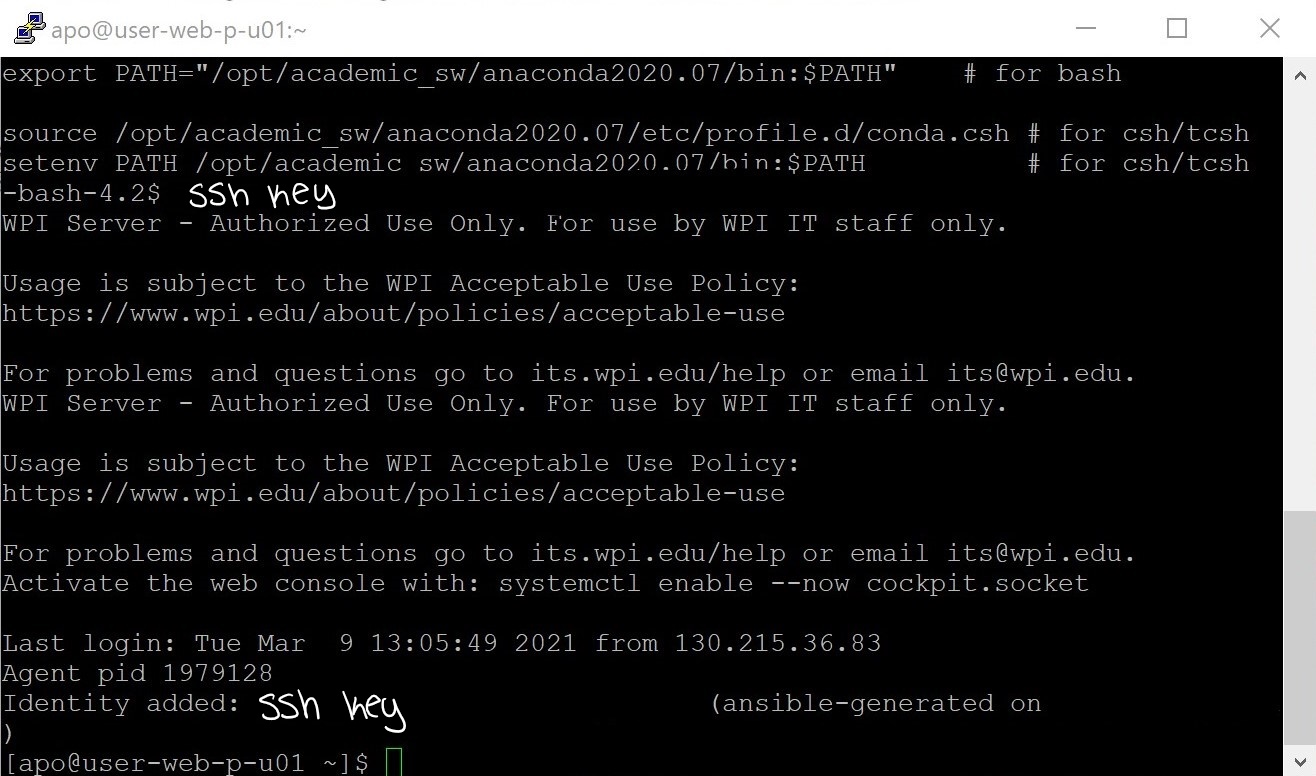 apo@user-web-p-u01:~
export PATH="/opt/academic_sw/anaconda2020.07/bin:$PATH"    # for bash
source /opt/academic_sw/anaconda2020.07/etc/profile.d/conda.csh # for csh/tcsh
setenv PATH /opt/academic sw/anaconda2020.07/bin:$PATH          # for csh/tcsh
-bash-4.2$ ssh key
WPI Server - Authorized Use Only. For use by WPI IT staff only.
Usage is subject to the WPI Acceptable Use Policy:
https://www.wpi.edu/about/policies/acceptable-use
For problems and questions go to its.wpi.edu/help or email its@wpi.edu.
WPI Server - Authorized Use Only. For use by WPI IT staff only.
Usage is subject to the WPI Acceptable Use Policy:
https://www.wpi.edu/about/policies/acceptable-use
For problems and questions go to its.wpi.edu/help or email its@wpi.edu.
Activate the web console with: systemctl enable --now cockpit.socket
Last login: Tue Mar  9 13:05:49 2021 from 130.215.36.83
Agent pid 1979128
Identity added: ssh key (ansible-generated on
)
[apo@user-web-p-u01 ~]$